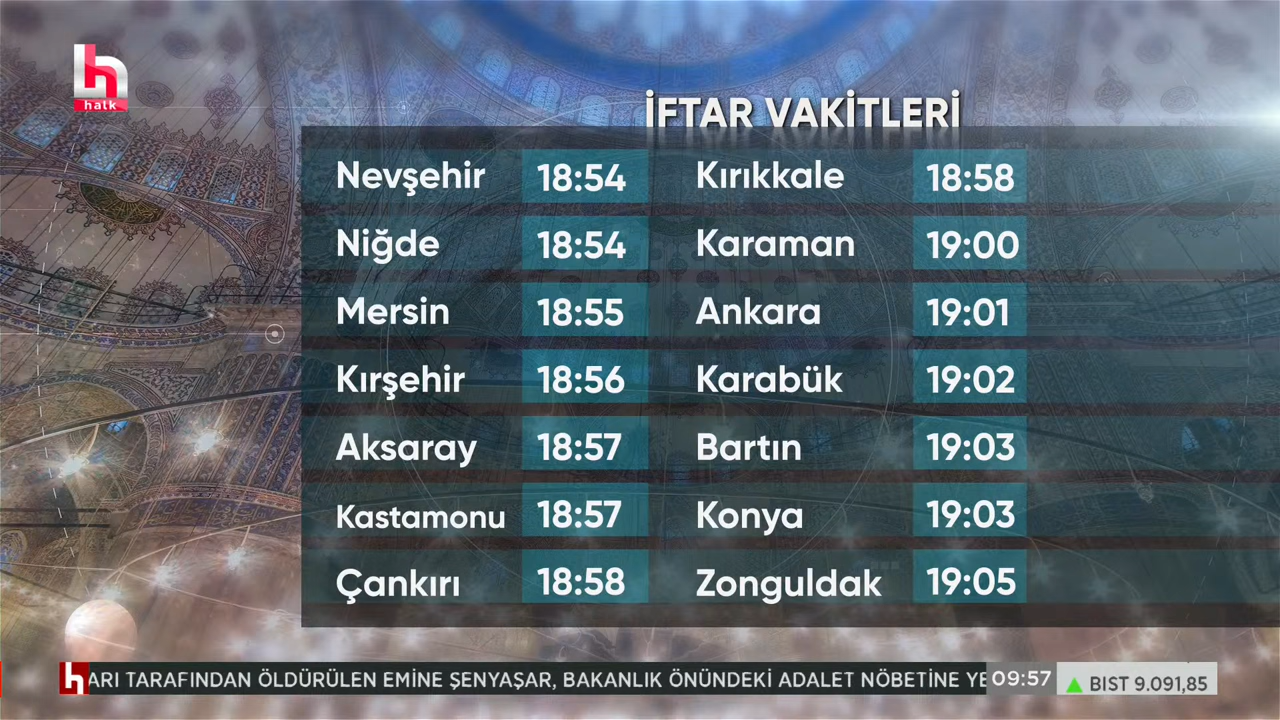 halk
İFTAR VAKİTLERİ
Nevşehir 18:54 Kırıkkale 18:58
Niğde 18:54 Karaman 19:00
Mersin 18:55 Ankara 19:01
Kırşehir 18:56 Karabük 19:02
Aksaray 18:57 Bartın 19:03
Kastamonu 18:57 Konya 19:03
Çankırı 18:58 Zonguldak 19:05
h ARI TARAFINDAN ÖLDÜRÜLEN EMİNE ŞENYAŞAR, BAKANLIK ÖNÜNDEKİ ADALET NÖBETİNE YE 09:57 BIST 9.091,85